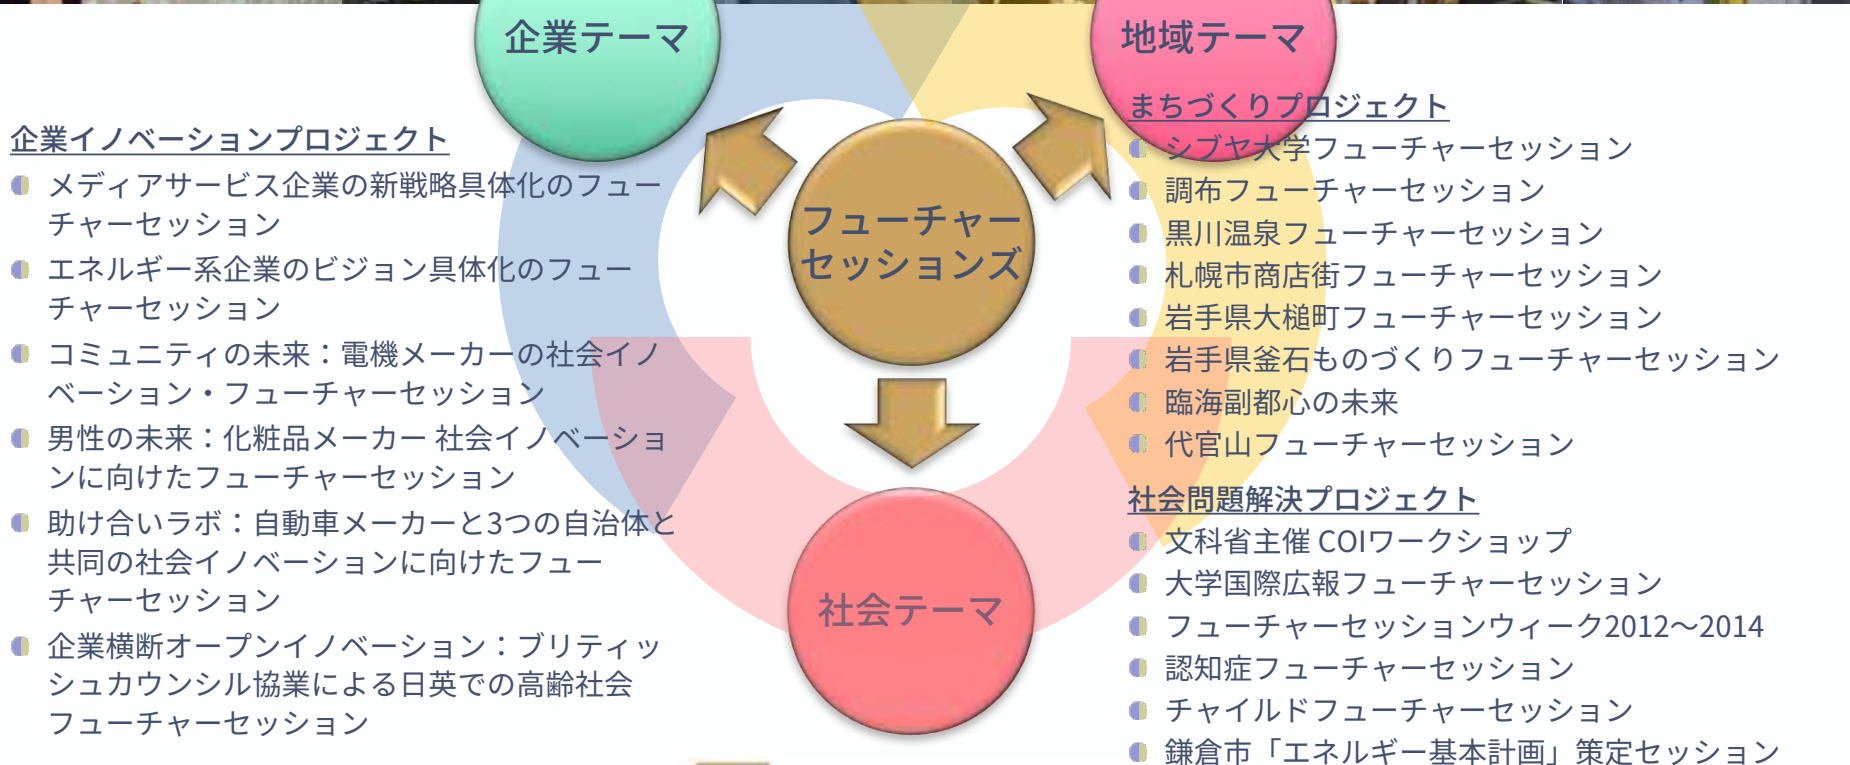 企業テーマ
地域テーマ
フューチャー
セッションズ
社会テーマ
企業イノベーションプロジェクト
メディアサービス企業の新戦略具体化のフュー
チャーセッション
エネルギー系企業のビジョン具体化のフュー
チャーセッション
コミュニティの未来：電機メーカーの社会イノ
ベーション・フューチャーセッション
男性の未来：化粧品メーカー 社会イノベーショ
ンに向けたフューチャーセッション
助け合いラボ：自動車メーカーと3つの自治体と
共同の社会イノベーションに向けたフュー
チャーセッション
企業横断オープンイノベーション：ブリティッ
シュカウンシル協業による日英での高齢社会
フューチャーセッション
まちづくりプロジェクト
シブヤ大学フューチャーセッション
調布フューチャーセッション
黒川温泉フューチャーセッション
札幌市商店街フューチャーセッション
岩手県大槌町フューチャーセッション
岩手県釜石ものづくりフューチャーセッション
臨海副都心の未来
代官山フューチャーセッション
社会問題解決プロジェクト
文科省主催 COIワークショップ
大学国際広報フューチャーセッション
フューチャーセッションウィーク2012～2014
認知症フューチャーセッション
チャイルドフューチャーセッション
鎌倉市「エネルギー基本計画」策定セッション